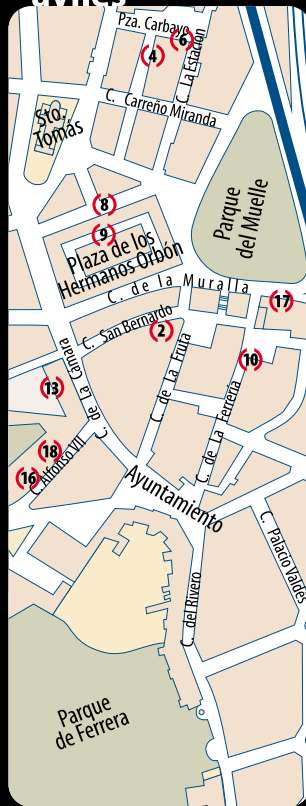 avilés
Pza. Carbayo
6
4
C. La Estación
C. Carreño Miranda
Sto.
Tomás
Parque
del Muelle
8
9
Plaza de los
Hermanos Orbón
C. de la Muralla
17
C. San Bernardo
2
C. de La Fruta
10
C. de La Ferrería
C. de La Cámara
13
18
16
C. Alfonso VII
Ayuntamiento
C. Palacio Valdés
C. del Rivero
Parque
de Ferrera